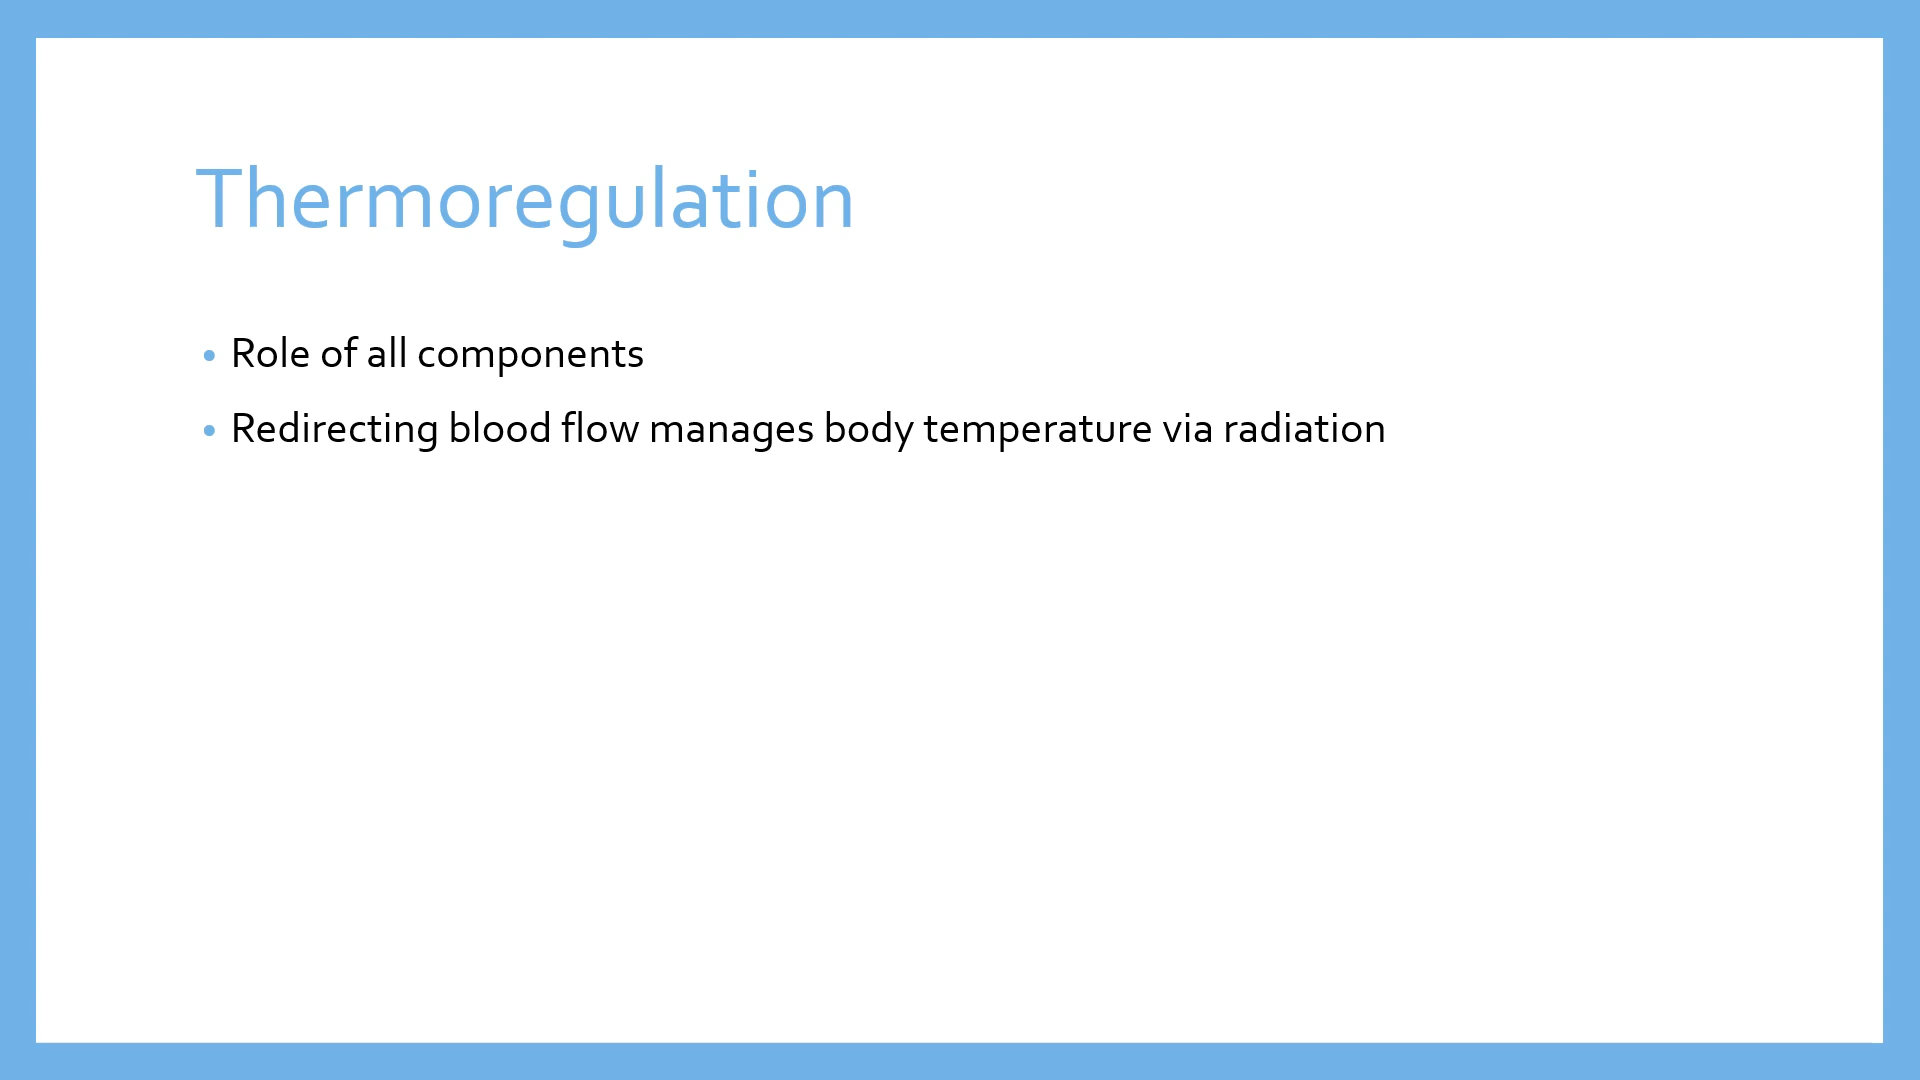 Thermoregulation
• Role of all components
• Redirecting blood flow manages body temperature via radiation